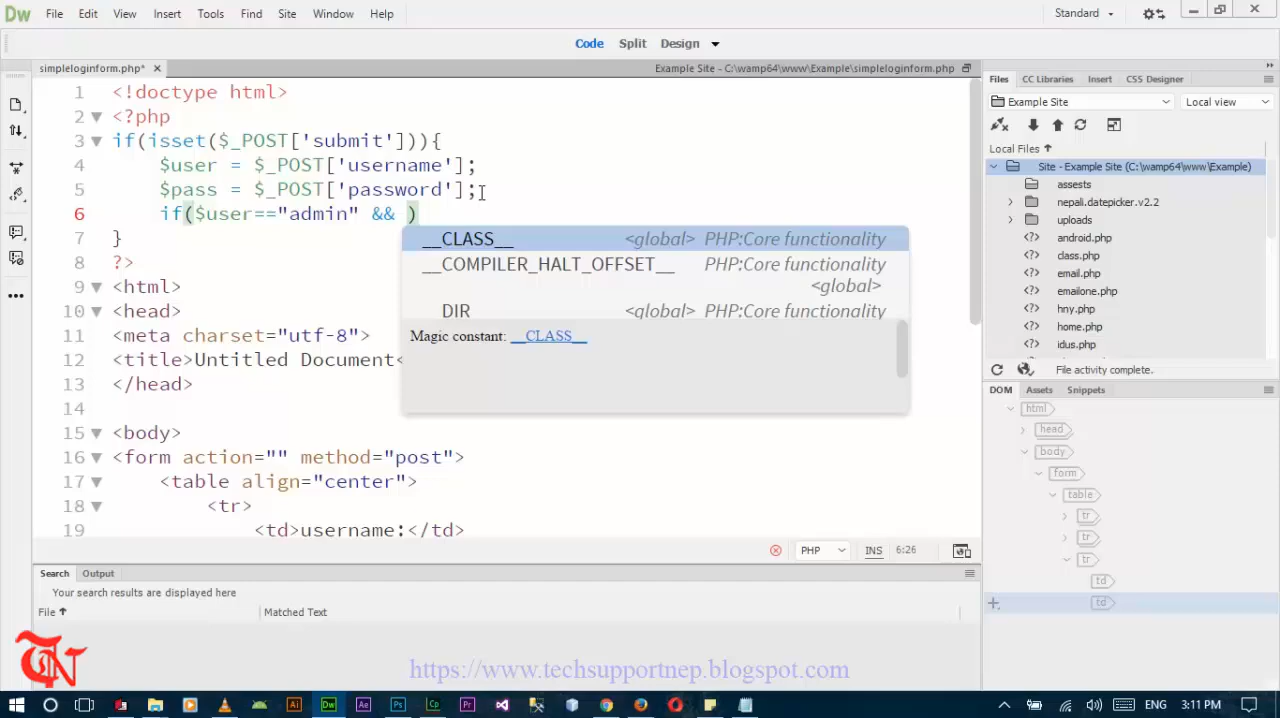 Dw File Edit View Insert Tools Find Site Window Help Standard
Code Split Design
simpleloginform.php* Example Site - C:\wamp64\www\Example\simpleloginform.php
1 <!doctype html>
2 <?php
3 if(isset($_POST['submit'])){
4 $user = $_POST['username'];
5 $pass = $_POST['password'];
6 if($user=="admin" && )
7 }
8 ?>
9 <html>
10 <head>
11 <meta charset="utf-8">
12 <title>Untitled Document<
13 </head>
14
15 <body>
16 <form action="" method="post">
17 <table align="center">
18 <tr>
19 <td>username:</td>
__CLASS__ <global> PHP:Core functionality
__COMPILER_HALT_OFFSET__ PHP:Core functionality
<global>
DIR <global> PHP:Core functionality
Magic constant: __CLASS__
PHP INS 6:26
Search Output
Your search results are displayed here
File Matched Text
Files CC Libraries Insert CSS Designer
Example Site Local view
Local Files
Site - Example Site (C:\wamp64\www\Example)
assests
nepali.datepicker.v2.2
uploads
android.php
class.php
email.php
emailone.php
hny.php
home.php
idus.php
File activity complete.
DOM Assets Snippets
html
head
body
form
table
tr
tr
tr
td
td
TN
https://www.techsupportnep.blogspot.com
Dw Ai Ae Ps Cp Pr ENG 3:11 PM